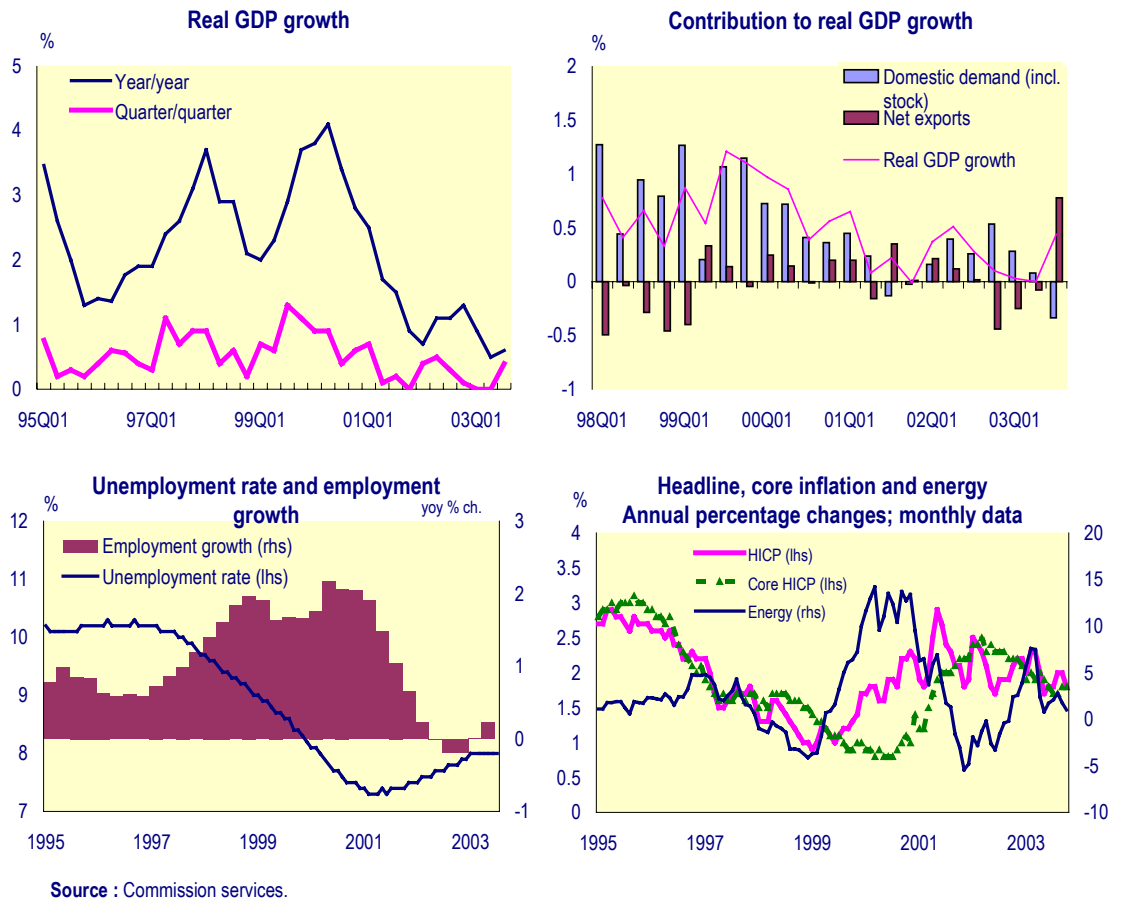 Real GDP growth
%
5
4
3
2
1
0
Year/year
Quarter/quarter
95Q01 97Q01 99Q01 01Q01 03Q01
Contribution to real GDP growth
%
2
1.5
1
0.5
0
-0.5
-1
Domestic demand (incl.
stock)
Net exports
Real GDP growth
98Q01 99Q01 00Q01 01Q01 02Q01 03Q01
Unemployment rate and employment
growth
%
yoy % ch.
12
11
10
9
8
7
Employment growth (rhs)
Unemployment rate (lhs)
3
2
1
0
-1
1995 1997 1999 2001 2003
Headline, core inflation and energy
Annual percentage changes; monthly data
%
4
3.5
3
2.5
2
1.5
1
0.5
0
HICP (lhs)
Core HICP (lhs)
Energy (rhs)
20
15
10
5
0
-5
-10
1995 1997 1999 2001 2003
Source : Commission services.